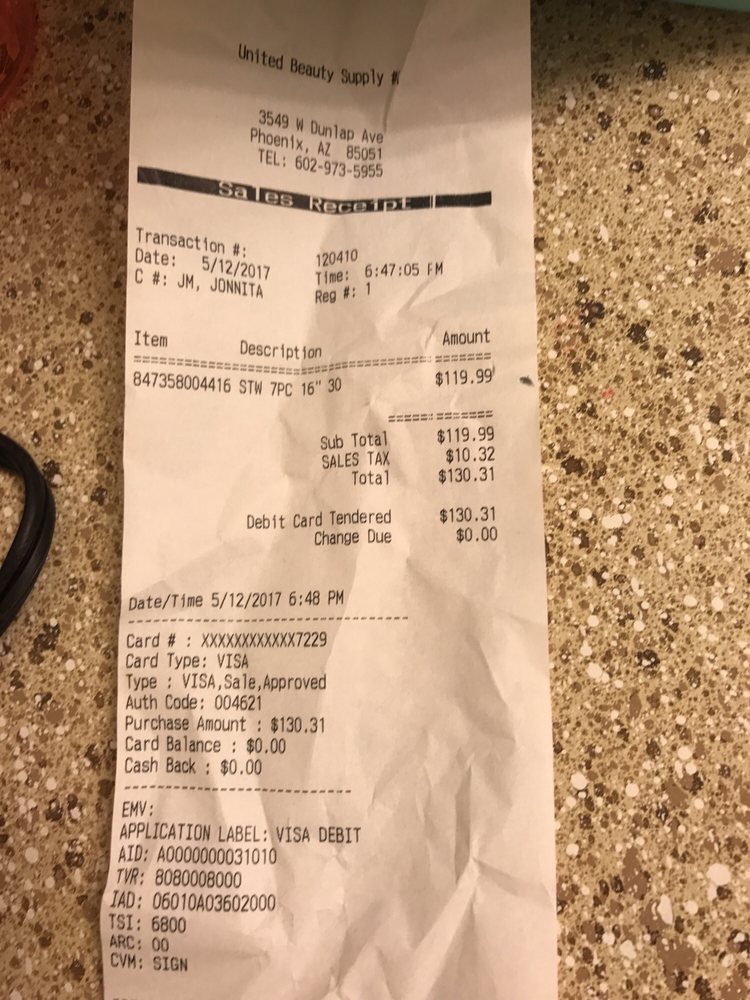 United Beauty Supply #
3549 W Dunlap Ave
Phoenix, AZ 85051
TEL: 602-973-5955
Sales Receipt
Transaction #: 120410
Date: 5/12/2017 Time: 6:47:05 PM
C #: JM, JONNITA Reg #: 1
Item Description Amount
847358004416 STW 7PC 16" 30 $119.99
Sub Total $119.99
SALES TAX $10.32
Total $130.31
Debit Card Tendered $130.31
Change Due $0.00
Date/Time 5/12/2017 6:48 PM
Card # : XXXXXXXXXXXX7229
Card Type: VISA
Type : VISA,Sale,Approved
Auth Code: 004621
Purchase Amount : $130.31
Card Balance : $0.00
Cash Back : $0.00
EMV:
APPLICATION LABEL: VISA DEBIT
AID: A0000000031010
TVR: 8080008000
IAD: 06010A03602000
TSI: 6800
ARC: 00
CVM: SIGN